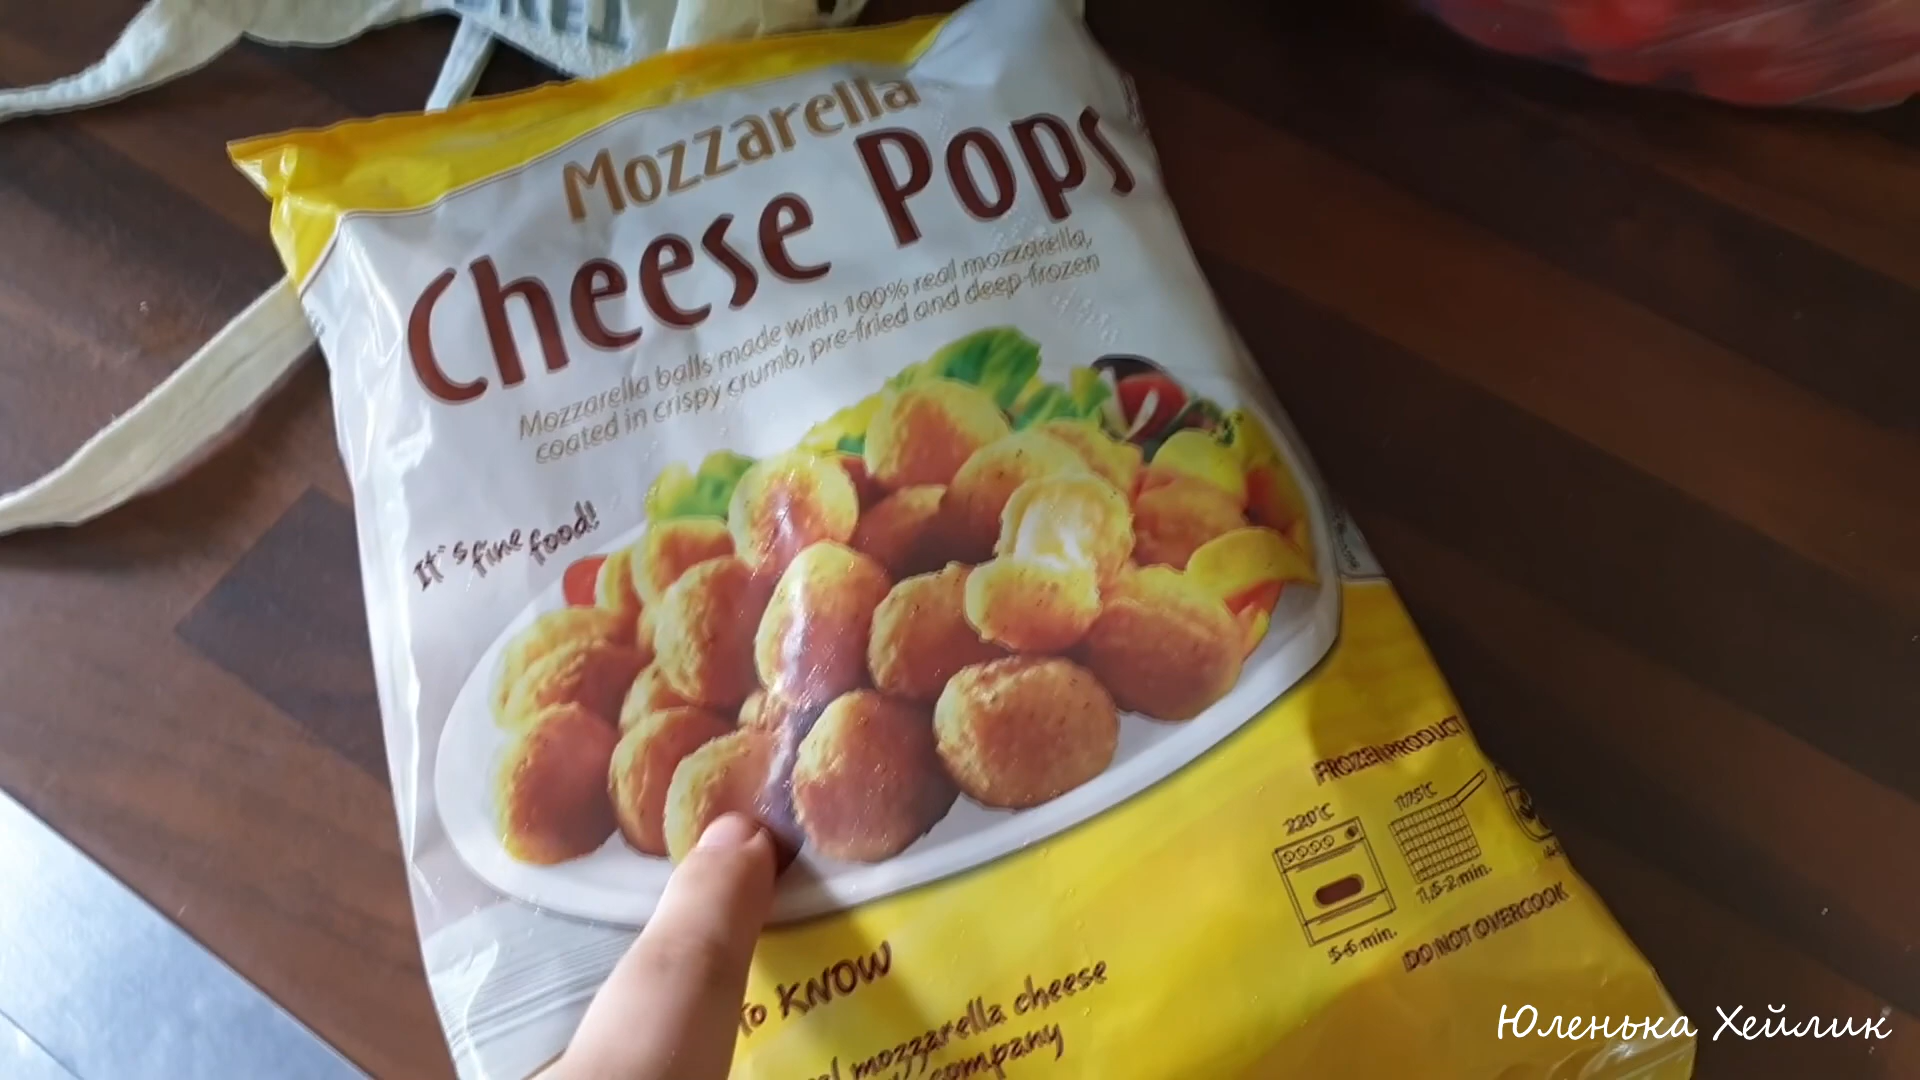 Mozzarella
Cheese Pops
Mozzarella balls made with 100% real mozzarella,
coated in crispy crumb, pre-fried and deep-frozen
It's fine food!
FROZEN PRODUCT
220°C
175°C
5-6 min.
1,5-2 min.
DO NOT OVERCOOK
TO KNOW
mozzarella cheese
company
Юленька Хейлик